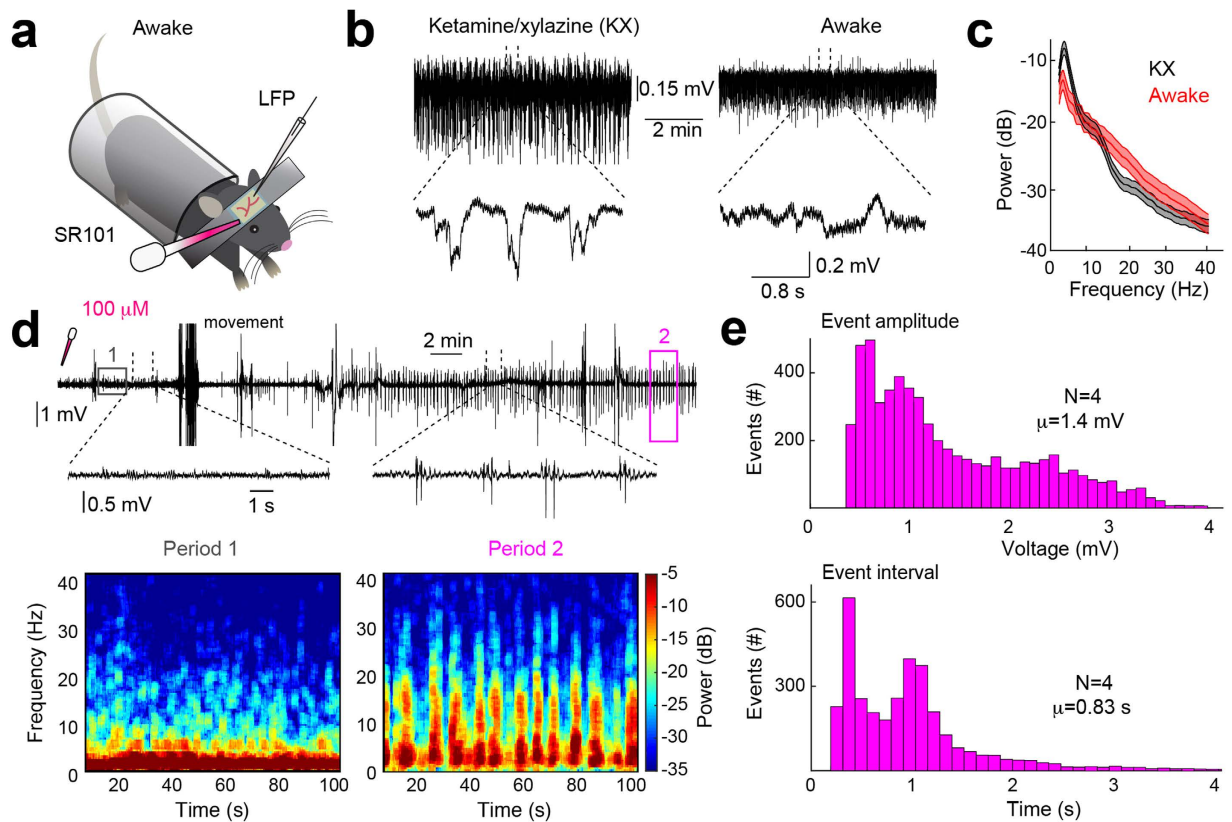 a
Awake
LFP
SR101
b
Ketamine/xylazine (KX)
Awake
0.15 mV
2 min
0.2 mV
0.8 s
c
KX
Awake
Power (dB)
-10
-20
-30
-40
0 10 20 30 40
Frequency (Hz)
d
100 µM
movement
2 min
1
2
1 mV
0.5 mV
1 s
Period 1
Period 2
Frequency (Hz)
40
30
20
10
0
20 40 60 80 100
Time (s)
40
30
20
10
0
20 40 60 80 100
Time (s)
-5
-10
-15
-20
-25
-30
-35
Power (dB)
e
Event amplitude
Events (#)
400
200
N=4
µ=1.4 mV
0 1 2 3 4
Voltage (mV)
Event interval
Events (#)
600
300
N=4
µ=0.83 s
0 1 2 3 4
Time (s)